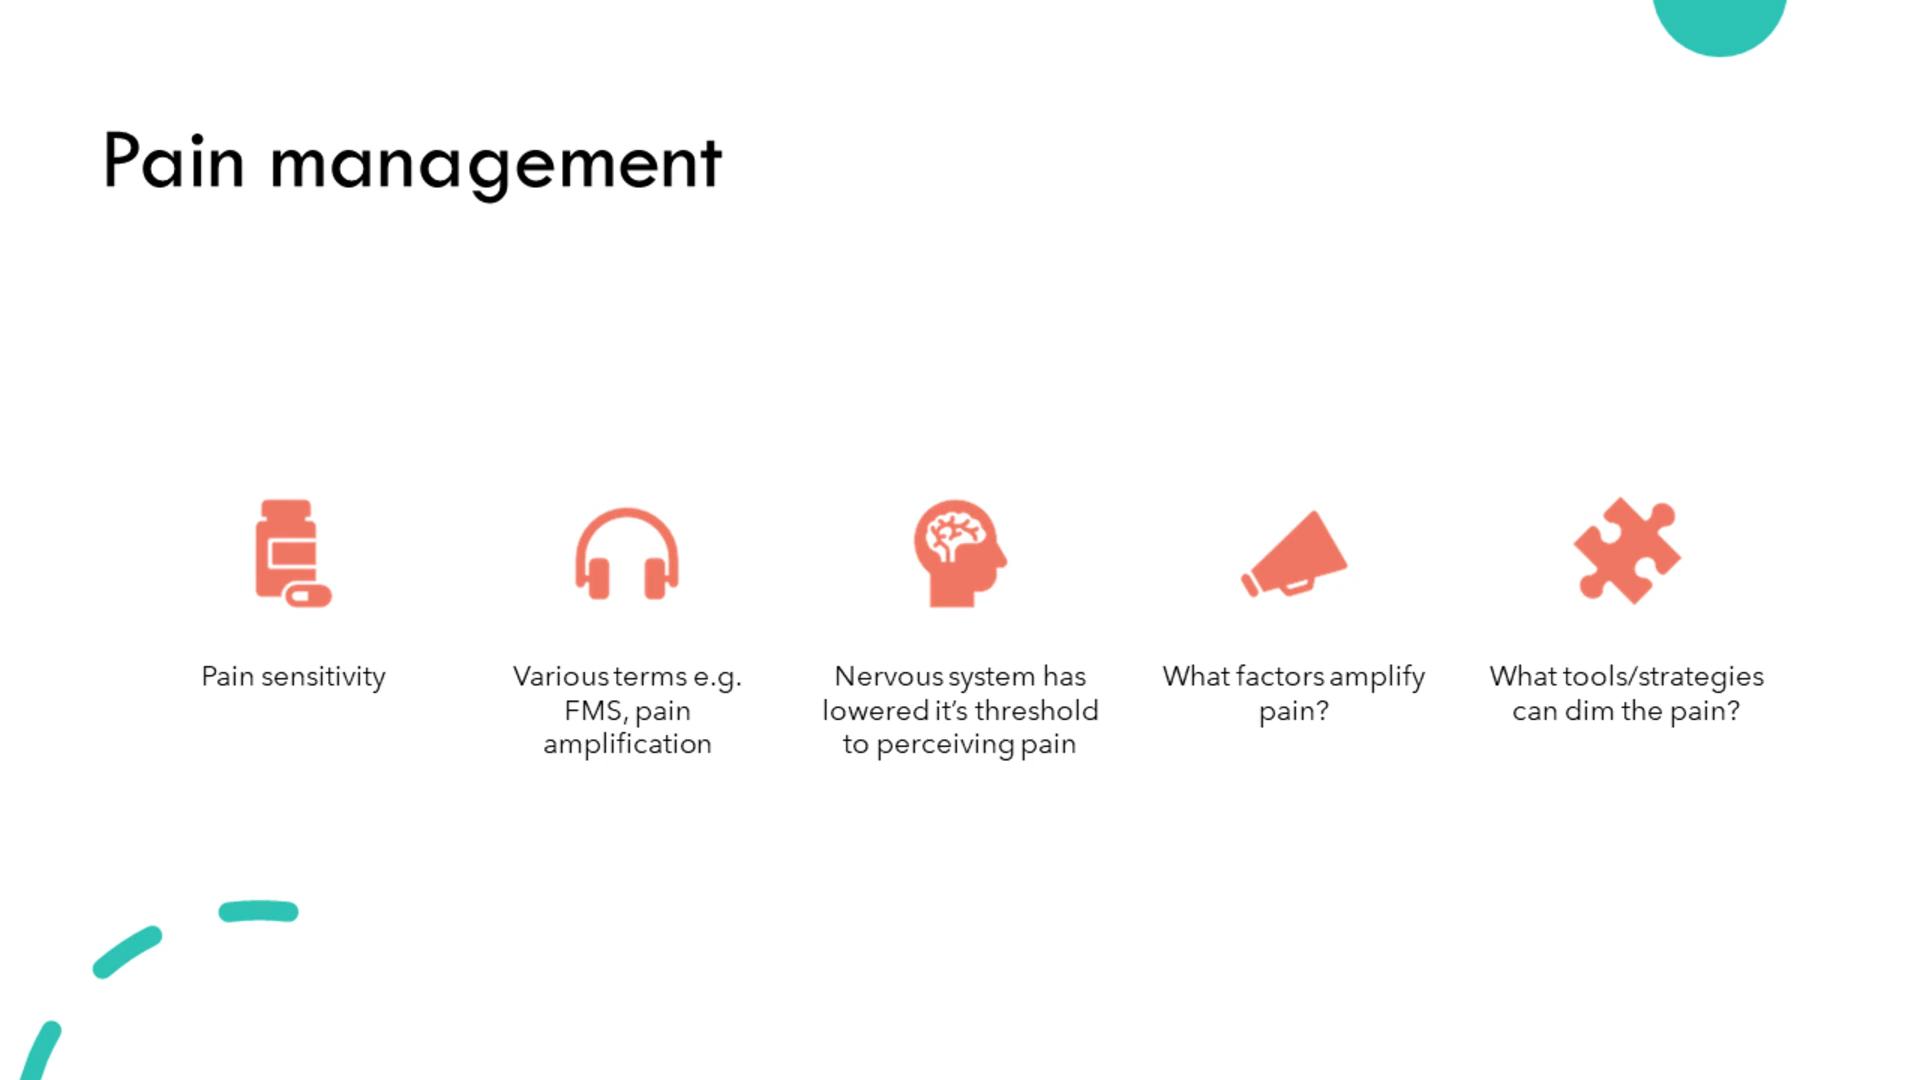 Pain management
Pain sensitivity
Various terms e.g.
FMS, pain
amplification
Nervous system has
lowered it’s threshold
to perceiving pain
What factors amplify
pain?
What tools/strategies
can dim the pain?